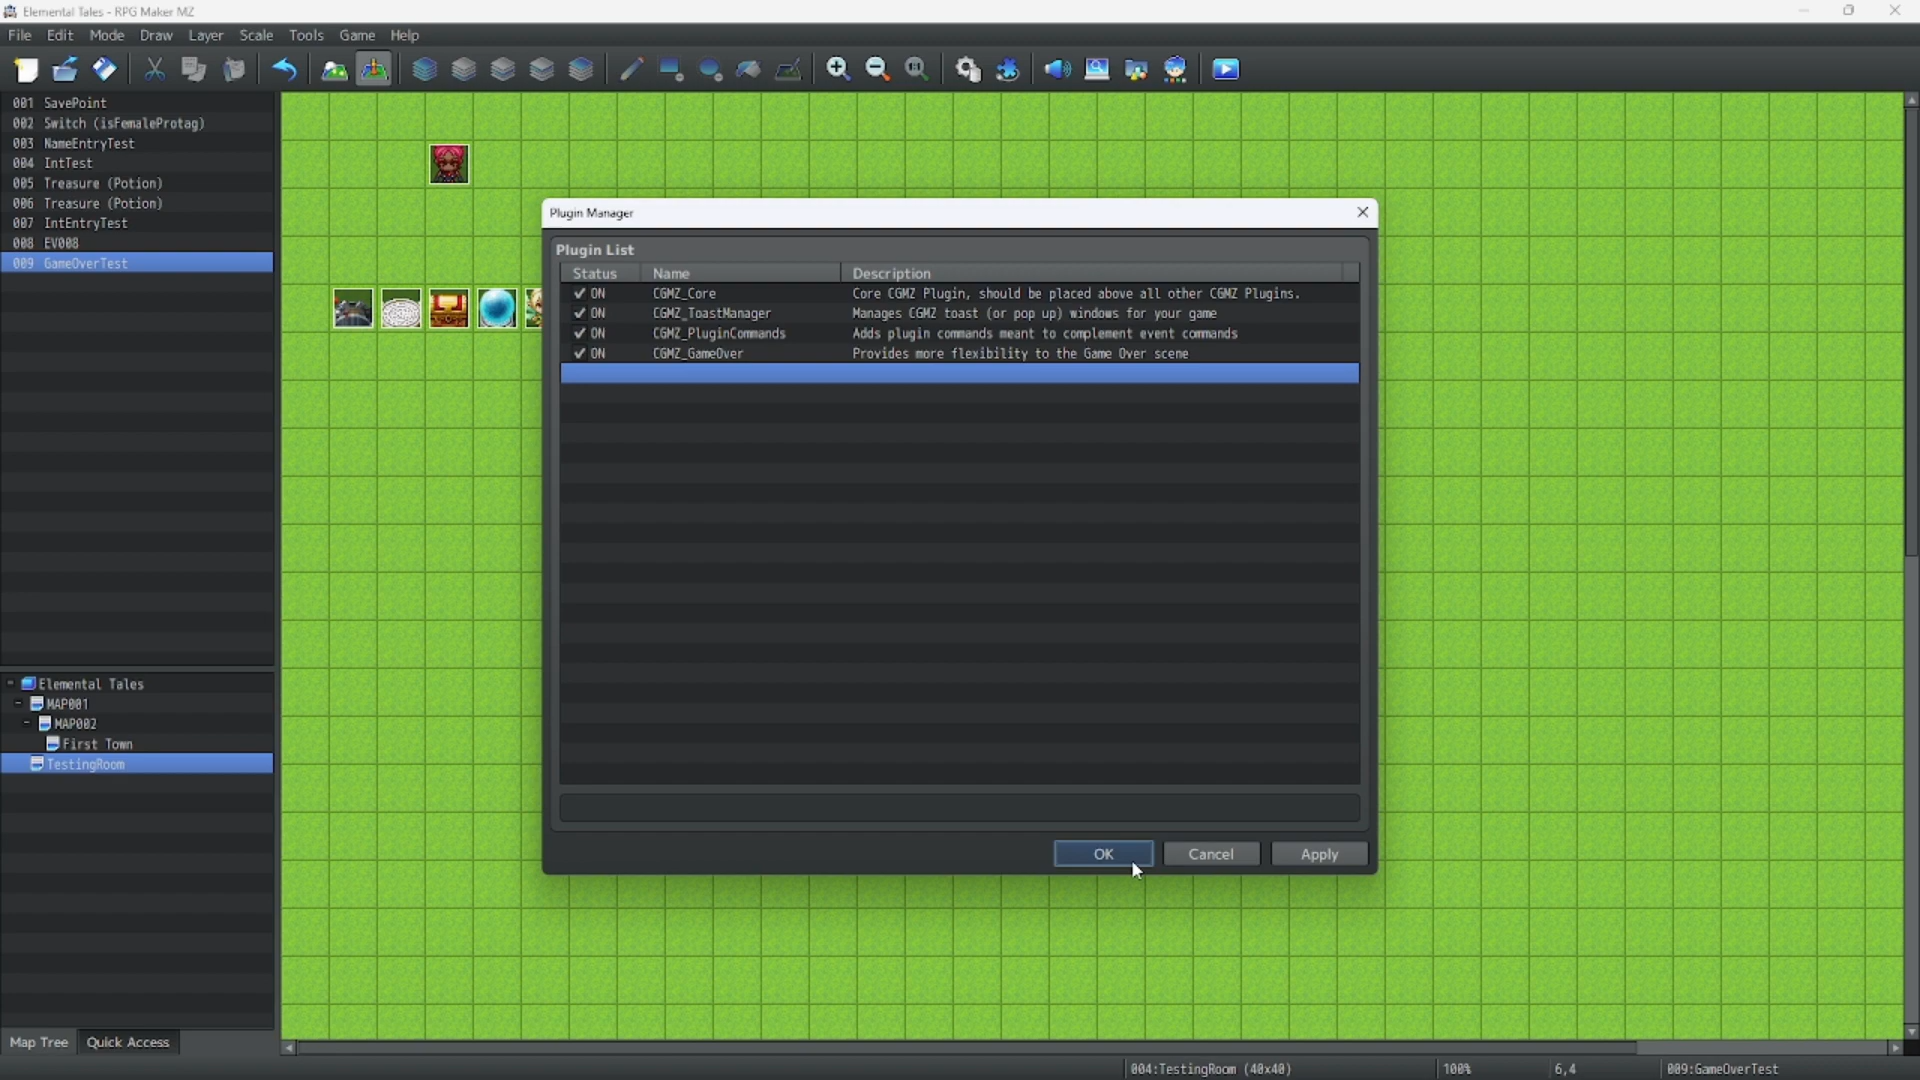 Elemental Tales - RPG Maker MZ
File Edit Mode Draw Layer Scale Tools Game Help
001 SavePoint
002 Switch (isFemaleProtag)
003 NameEntryTest
004 IntTest
005 Treasure (Potion)
006 Treasure (Potion)
007 IntEntryTest
008 EV008
009 GameOverTest
Plugin Manager
Plugin List
Status Name Description
ON CGMZ_Core Core CGMZ Plugin, should be placed above all other CGMZ Plugins.
ON CGMZ_ToastManager Manages CGMZ toast (or pop up) windows for your game
ON CGMZ_PluginCommands Adds plugin commands meant to complement event commands
ON CGMZ_GameOver Provides more flexibility to the Game Over scene
OK Cancel Apply
Elemental Tales
MAP001
MAP002
First Town
TestingRoom
Map Tree Quick Access
004:TestingRoom (40x40) 100% 6,4 009:GameOverTest